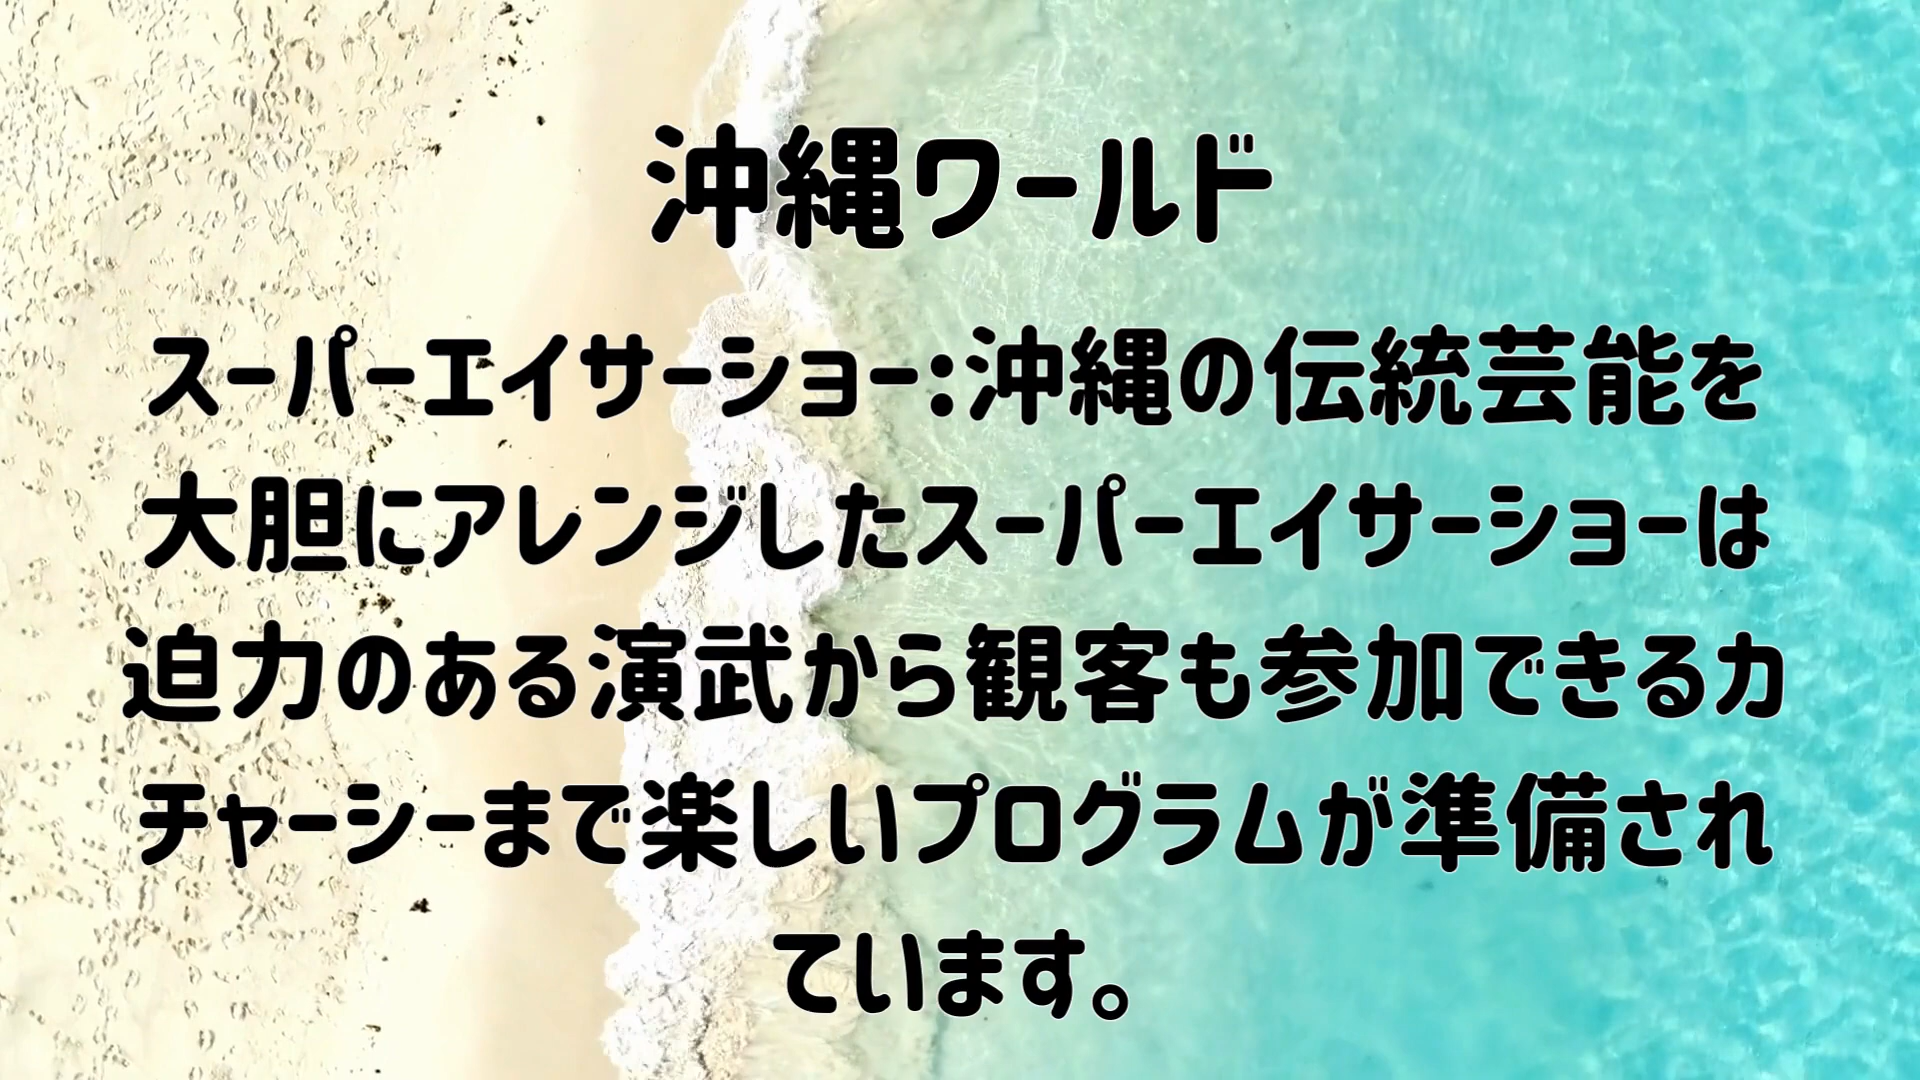 沖縄ワールド
スーパーエイサーショー:沖縄の伝統芸能を
大胆にアレンジしたスーパーエイサーショーは
迫力のある演武から観客も参加できるカ
チャーシーまで楽しいプログラムが準備され
ています。